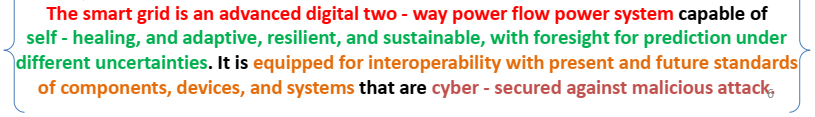 The smart grid is an advanced digital two - way power flow power system capable of
self - healing, and adaptive, resilient, and sustainable, with foresight for prediction under
different uncertainties. It is equipped for interoperability with present and future standards
of components, devices, and systems that are cyber - secured against malicious attack.
6